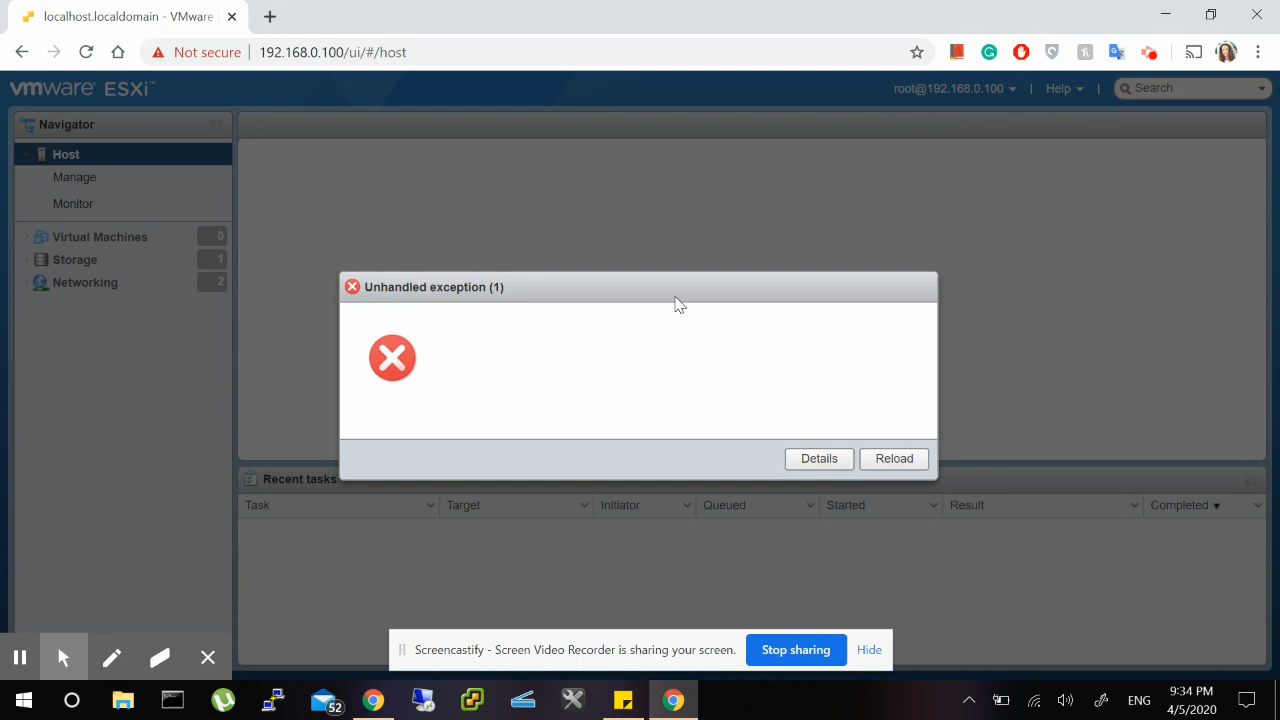 localhost.localdomain - VMware
Not secure
192.168.0.100/ui/#/host
vmware® ESXi™
root@192.168.0.100
Help
Search
Navigator
Host
Manage
Monitor
Virtual Machines 0
Storage 1
Networking 2
Unhandled exception (1)
Details
Reload
Recent tasks
Task Target Initiator Queued Started Result Completed
Screencastify - Screen Video Recorder is sharing your screen.
Stop sharing
Hide
52
ENG
9:34 PM
4/5/2020